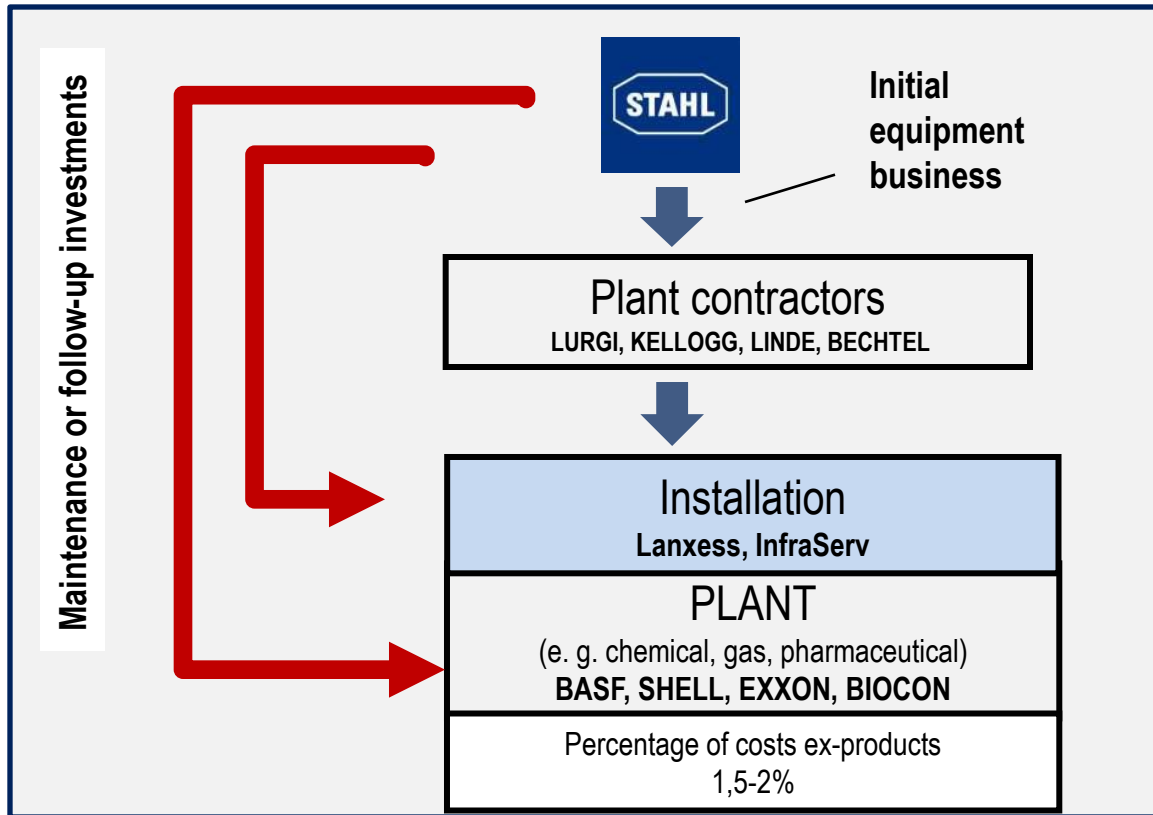 Maintenance or follow-up investments
STAHL
Initial
equipment
business
Plant contractors
LURGI, KELLOGG, LINDE, BECHTEL
Installation
Lanxess, InfraServ
PLANT
(e. g. chemical, gas, pharmaceutical)
BASF, SHELL, EXXON, BIOCON
Percentage of costs ex-products
1,5-2%